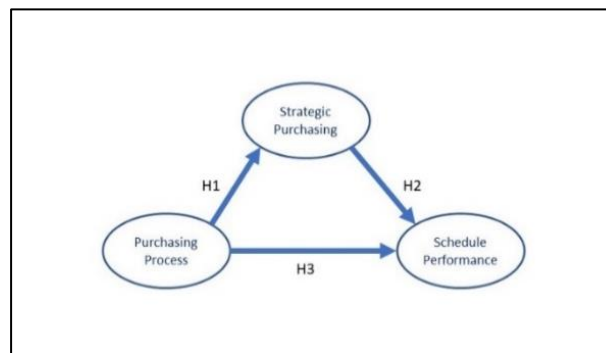 Strategic
Purchasing
H1
H2
Purchasing
Process
Schedule
Performance
H3